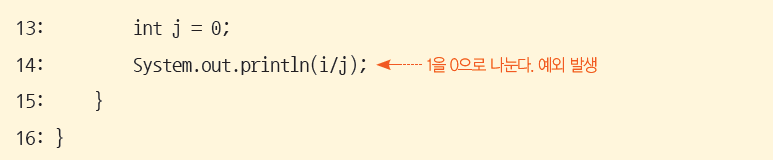 13:         int j = 0;
14:         System.out.println(i/j); 1을 0으로 나눈다. 예외 발생
15:     }
16: }